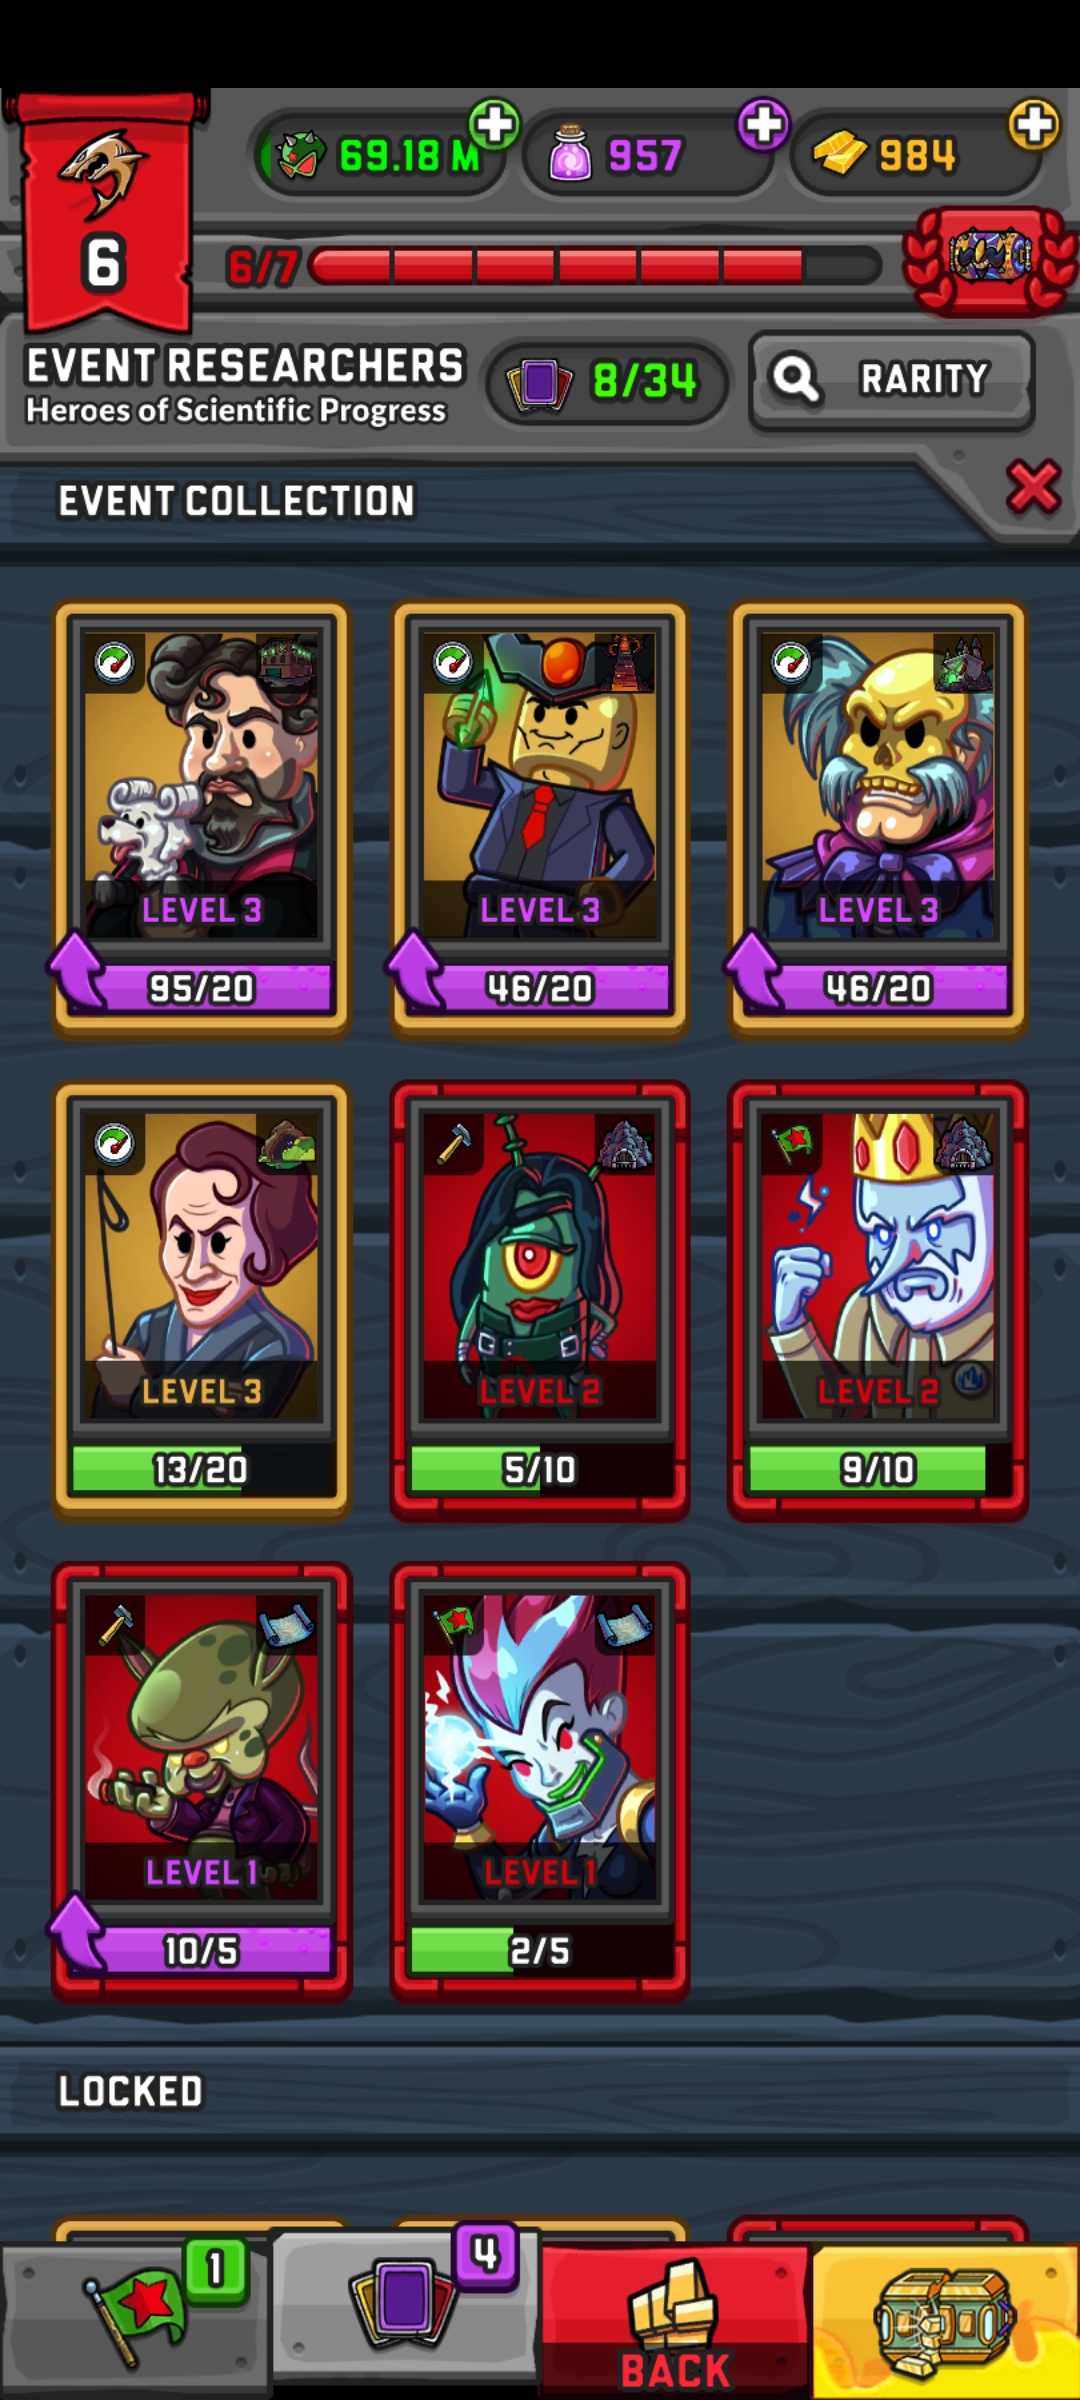 69.18 M
957
984
6
6/7
EVENT RESEARCHERS
Heroes of Scientific Progress
8/34
RARITY
EVENT COLLECTION
LEVEL 3
LEVEL 3
LEVEL 3
95/20
46/20
46/20
LEVEL 3
LEVEL 2
LEVEL 2
13/20
5/10
9/10
LEVEL 1
LEVEL 1
10/5
2/5
LOCKED
1
4
BACK